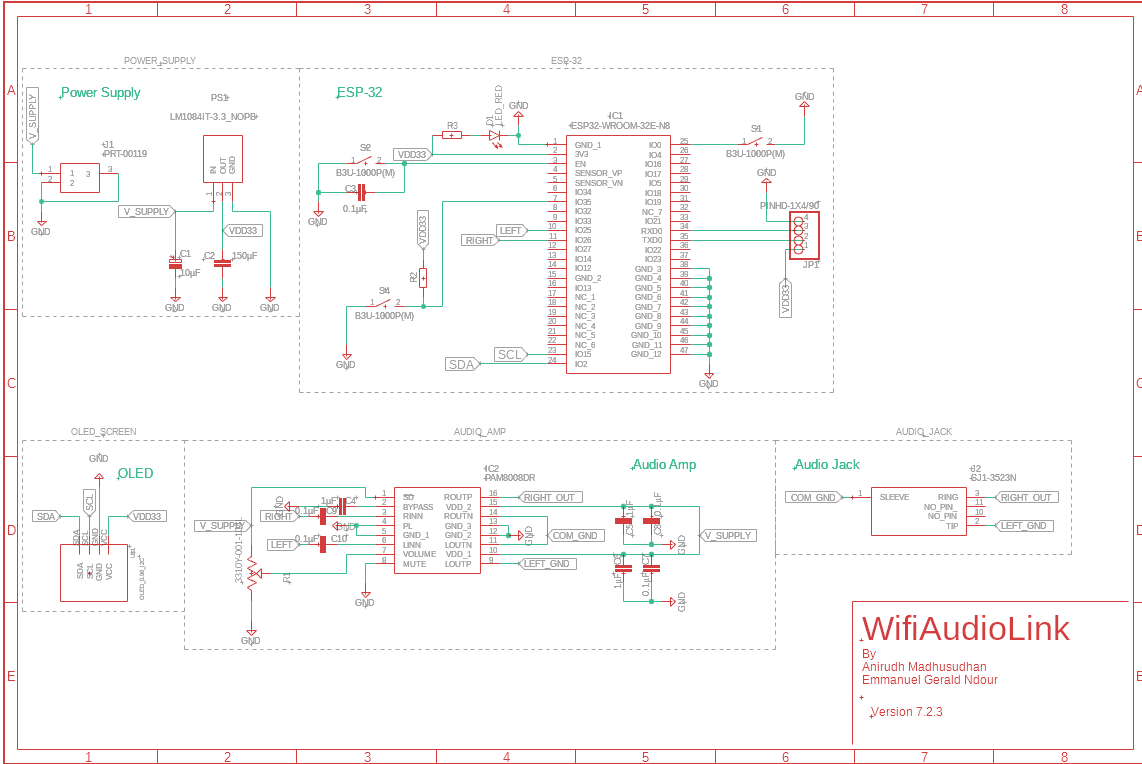 1 2 3 4 5 6 7 8
A
POWER_SUPPLY
Power Supply
V_SUPPLY
J1
PRT-00119
1 3
2
1
2
3
GND
PS1
LM1084IT-3.3_NOPB
IN
OUT
GND
1
2
3
V_SUPPLY
VDD33
C1
10µF
C2
150µF
GND
GND
GND
ESP-32
ESP-32
VDD33
R3
D1
LED_RED
GND
S2
1 2
B3U-1000P(M)
C3
0.1µF
GND
VDD33
R2
S4
1 2
B3U-1000P(M)
GND
LEFT
RIGHT
SCL
SDA
IC1
ESP32-WROOM-32E-N8
1 GND_1 IO0 25
2 3V3 IO4 26
3 EN IO16 27
4 SENSOR_VP IO17 28
5 SENSOR_VN IO5 29
6 IO34 IO18 30
7 IO35 IO19 31
8 IO32 NC_7 32
9 IO33 IO21 33
10 IO25 RXD0 34
11 IO26 TXD0 35
12 IO27 IO22 36
13 IO14 IO23 37
14 IO12 GND_3 38
15 GND_2 GND_4 39
16 IO13 GND_5 40
17 NC_1 GND_6 41
18 NC_2 GND_7 42
19 NC_3 GND_8 43
20 NC_4 GND_9 44
21 NC_5 GND_10 45
22 NC_6 GND_11 46
23 IO15 GND_12 47
24 IO2
GND
GND
S1
1 2
B3U-1000P(M)
GND
PINHD-1X4/90
4
3
2
1
JP1
VDD33
B
C
OLED_SCREEN
OLED
GND
SCL
SDA
VDD33
SDA
SCL
GND
VCC
SDA
SCL
GND
VCC
AUDIO_AMP
Audio Amp
IC2
PAM8008DR
1 SD ROUTP 16
2 BYPASS VDD_2 15
3 RINN ROUTN 14
4 PL GND_3 13
5 GND_1 GND_2 12
6 LINN LOUTN 11
7 VOLUME VDD_1 10
8 MUTE LOUTP 9
GND
1µF
C4
0.1µF
C9
RIGHT
V_SUPPLY
LEFT
0.1µF
C10
R1
GND
GND
RIGHT_OUT
GND
COM_GND
LEFT_GND
V_SUPPLY
GND
GND
1µF
0.1µF
AUDIO_JACK
Audio Jack
J2
SJ1-3523N
COM_GND
1 SLEEVE RING 3
NO_PIN_ 11
NO_PIN 10
TIP 2
RIGHT_OUT
LEFT_GND
D
E
WifiAudioLink
By
Anirudh Madhusudhan
Emmanuel Gerald Ndour
Version 7.2.3
1 2 3 4 5 6 7 8